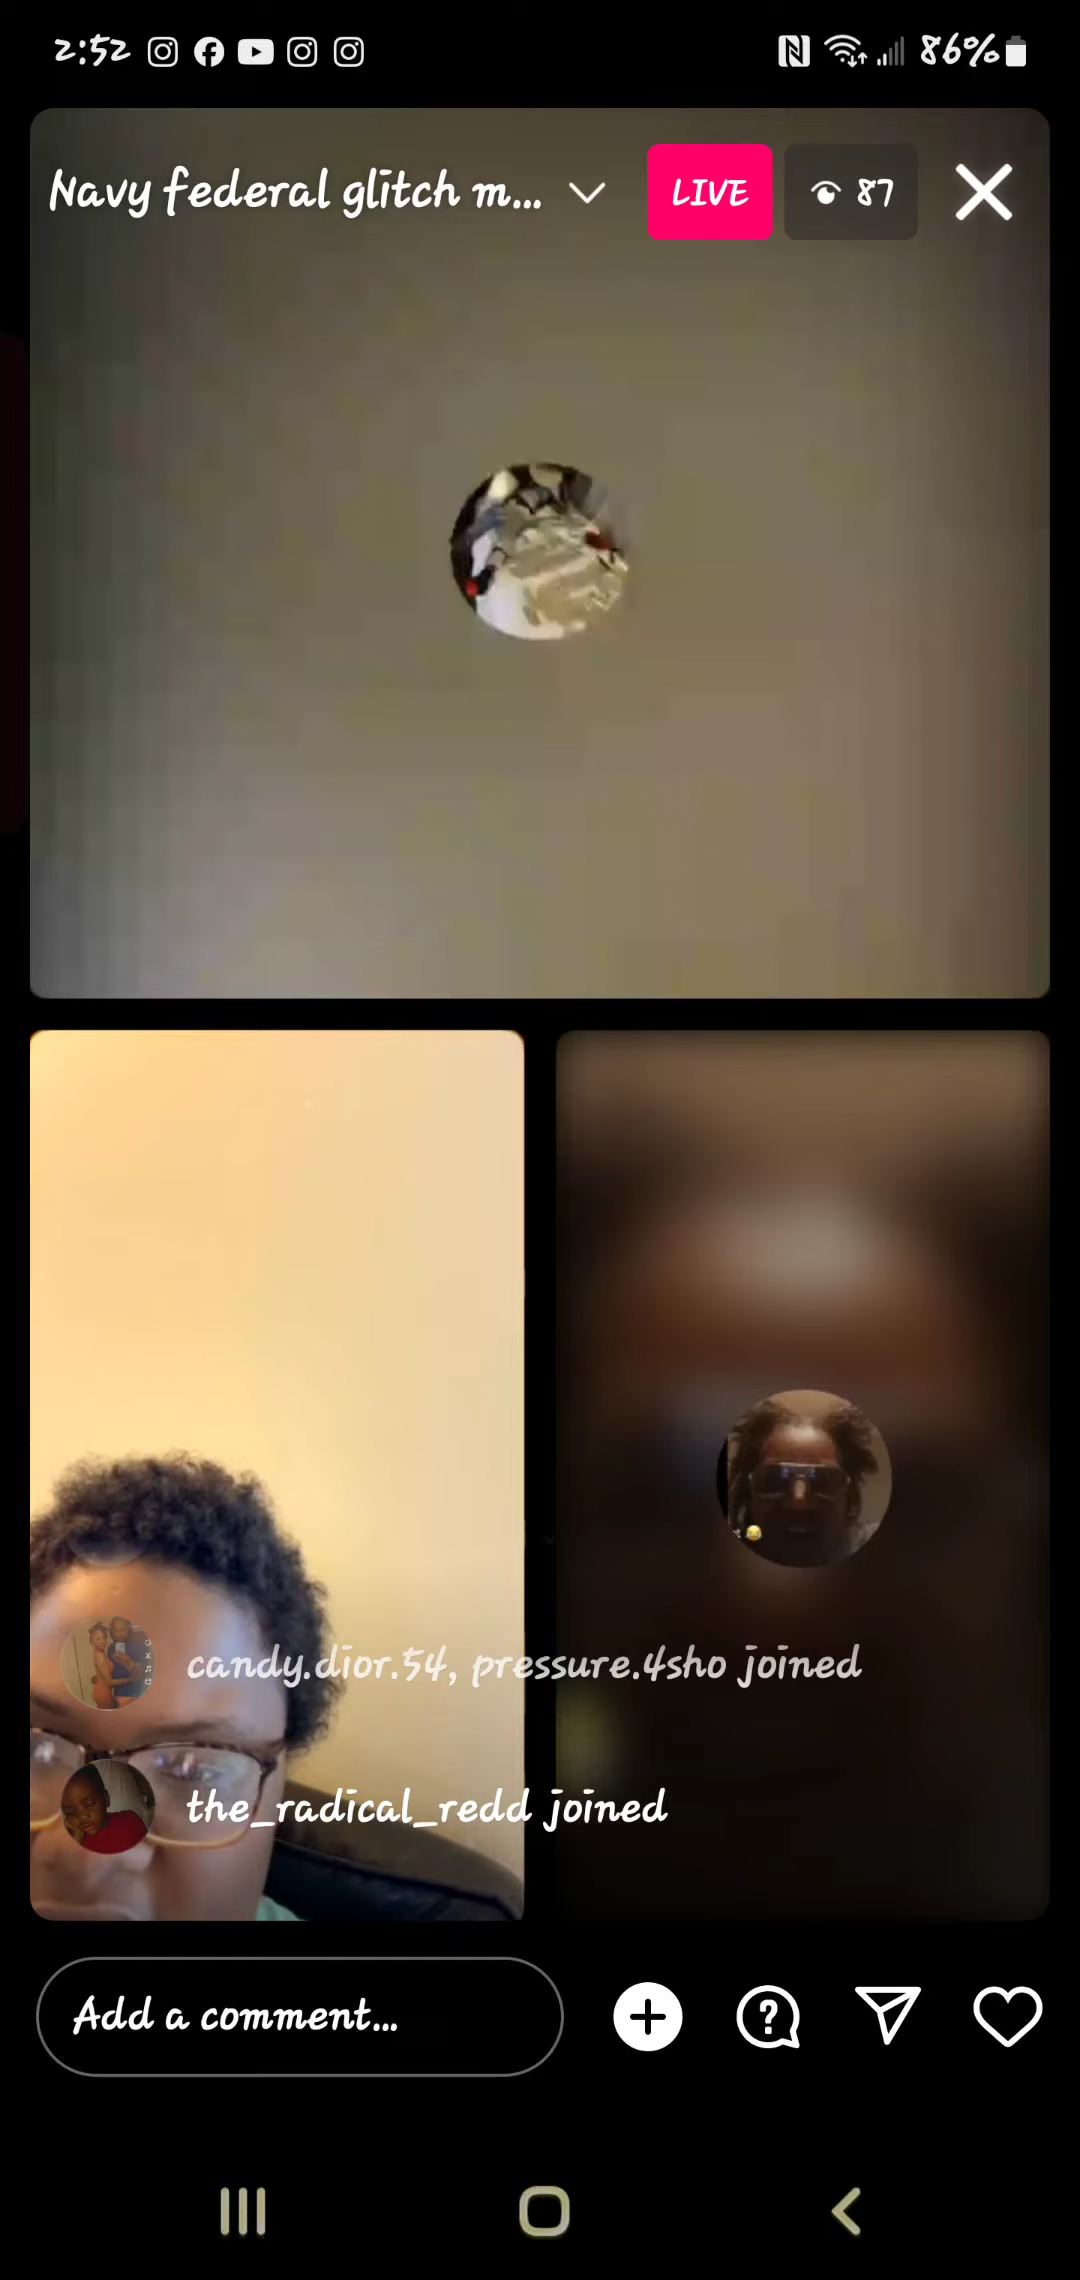 2:52
86%
Navy federal glitch m...
LIVE
87
candy.dior.54, pressure.4sho joined
the_radical_redd joined
Add a comment...